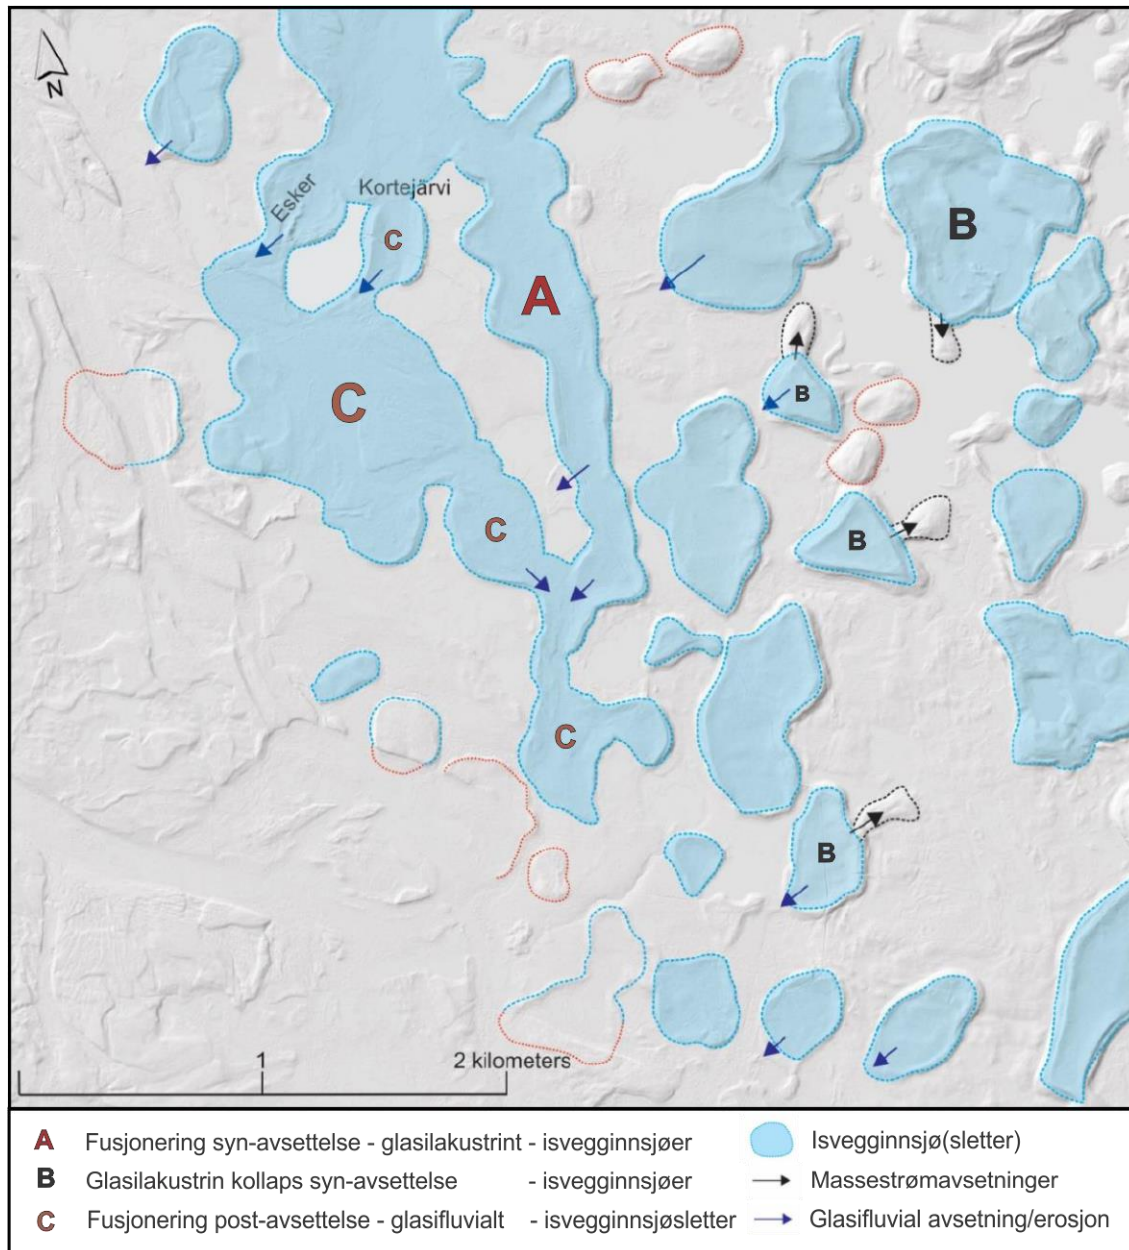 N
Esker
Kortejärvi
C
B
A
B
C
C
B
C
B
1
2 kilometers
A Fusjonering syn-avsettelse - glasilakustrint - isvegginnsjøer
B Glasilakustrin kollaps syn-avsettelse - isvegginnsjøer
C Fusjonering post-avsettelse - glasifluvialt - isvegginnsjøsletter
Isvegginnsjø(sletter)
Massestrømavsetninger
Glasifluvial avsetning/erosjon